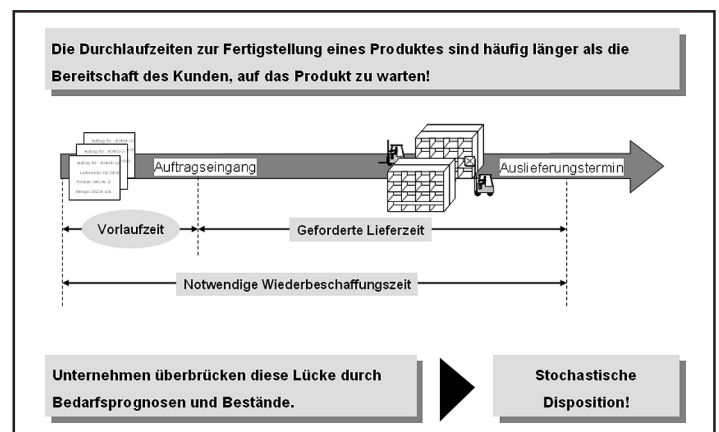 Die Durchlaufzeiten zur Fertigstellung eines Produktes sind häufig länger als die
Bereitschaft des Kunden, auf das Produkt zu warten!
Auftragseingang
Auslieferungstermin
Vorlaufzeit
Geforderte Lieferzeit
Notwendige Wiederbeschaffungszeit
Unternehmen überbrücken diese Lücke durch
Bedarfsprognosen und Bestände.
Stochastische
Disposition!